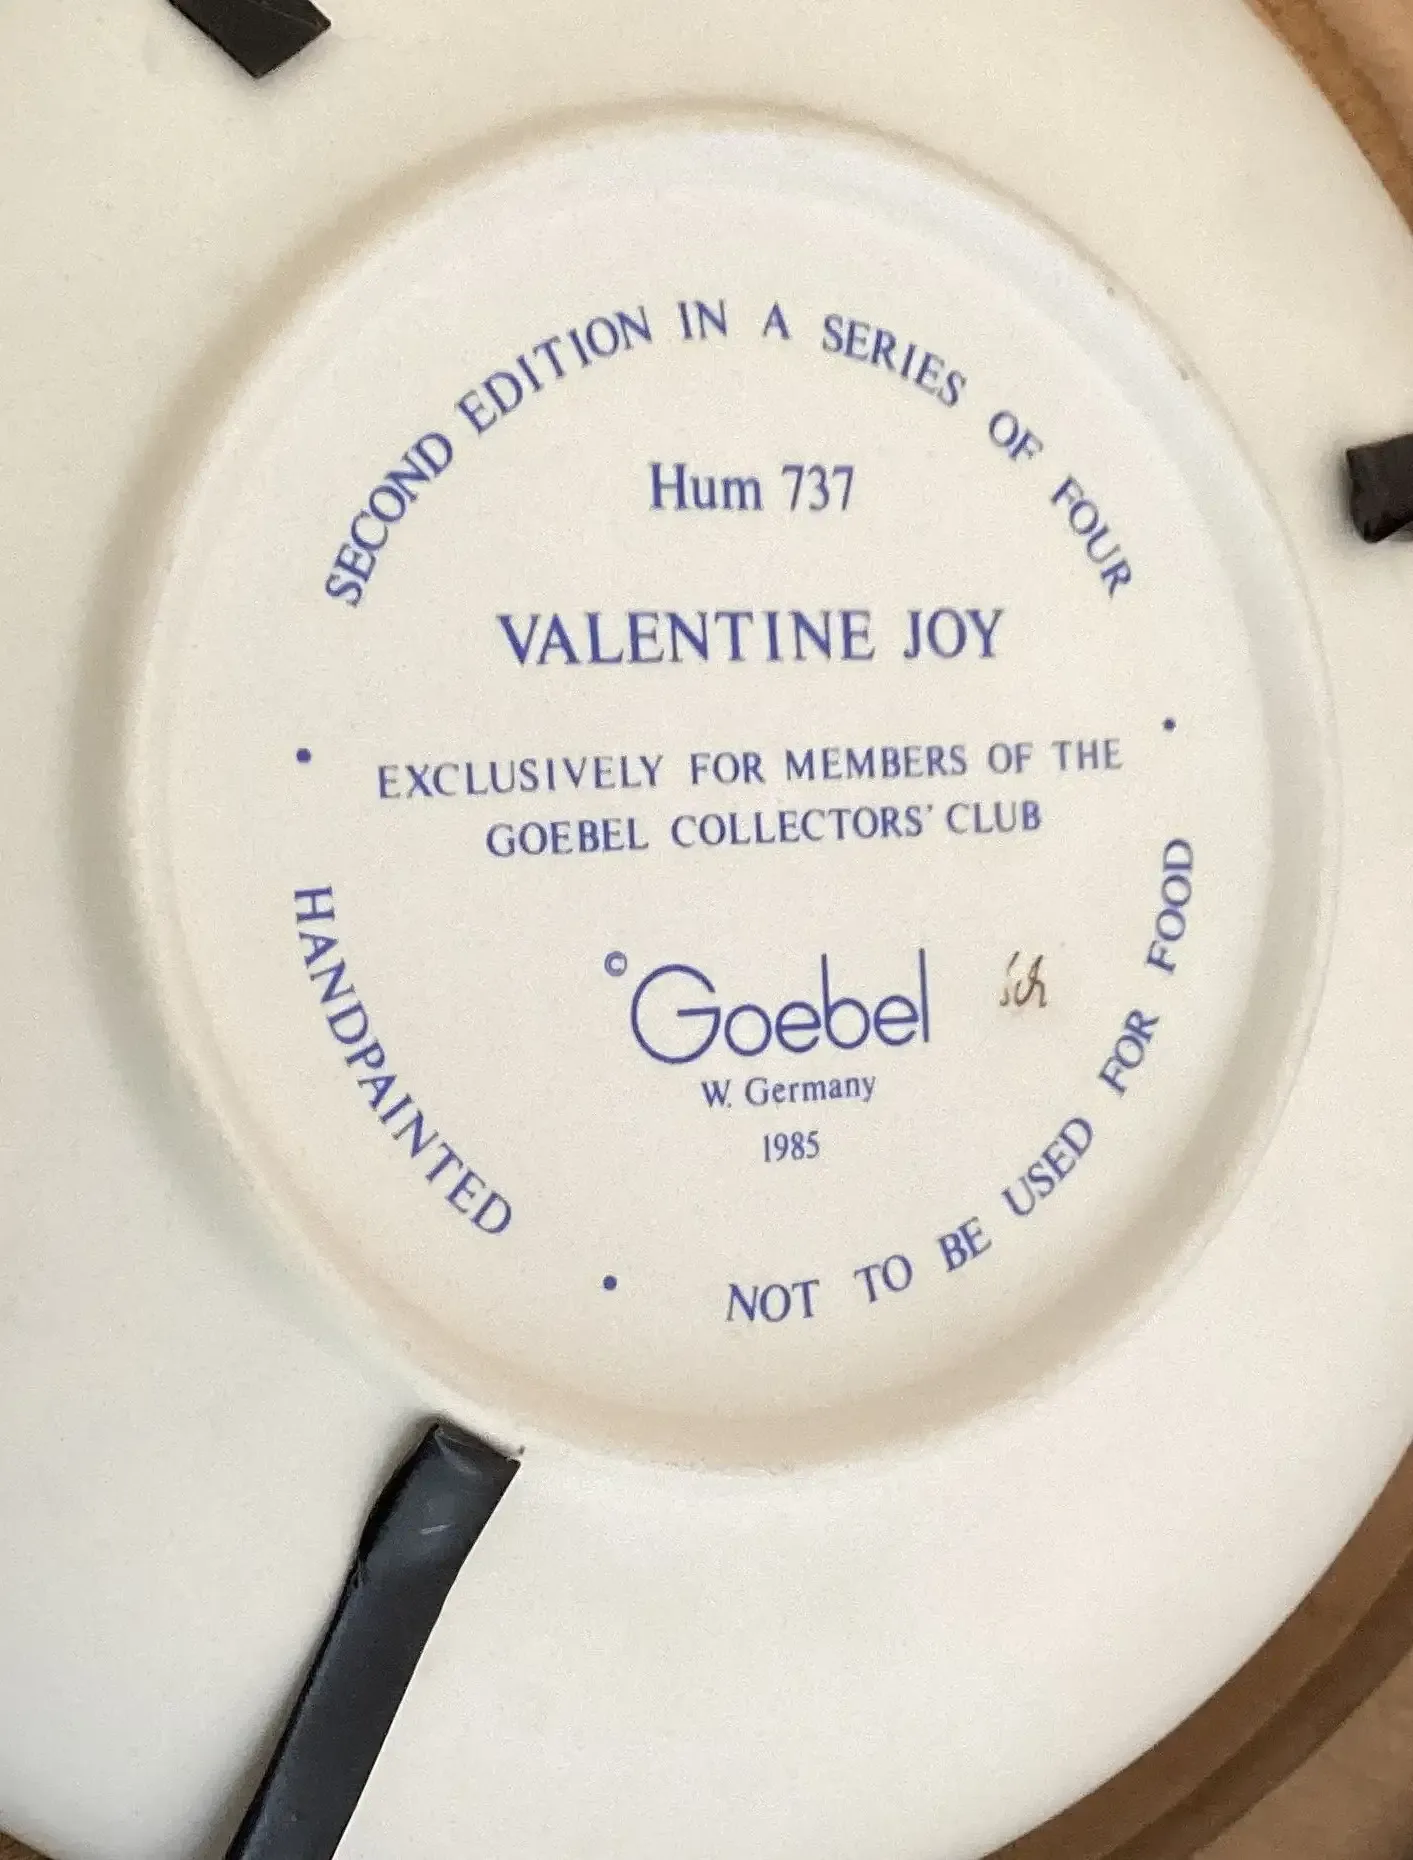 SECOND EDITION IN A SERIES OF FOUR
Hum 737
VALENTINE JOY
• EXCLUSIVELY FOR MEMBERS OF THE •
GOEBEL COLLECTORS' CLUB
©Goebel
W. Germany
1985
HANDPAINTED
• NOT TO BE USED FOR FOOD